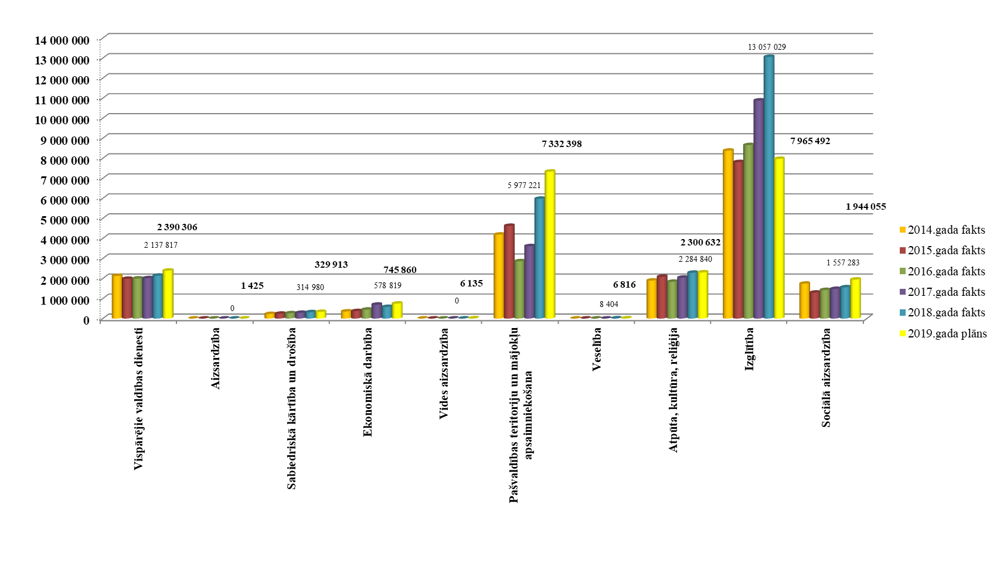 14 000 000
13 000 000
12 000 000
11 000 000
10 000 000
9 000 000
8 000 000
7 000 000
6 000 000
5 000 000
4 000 000
3 000 000
2 000 000
1 000 000
0
2 390 306
2 137 817
1 425
0
329 913
314 980
745 860
578 819
6 135
0
7 332 398
5 977 221
6 816
8 404
2 300 632
2 284 840
13 057 029
7 965 492
1 944 055
1 557 283
Vispārējie valdības dienesti
Aizsardzība
Sabiedriskā kārtība un drošība
Ekonomiskā darbība
Vides aizsardzība
Pašvaldības teritoriju un mājokļu
apsaimniekošana
Veselība
Atpūta, kultūra, reliģija
Izglītība
Sociālā aizsardzība
2014.gada fakts
2015.gada fakts
2016.gada fakts
2017.gada fakts
2018.gada fakts
2019.gada plāns